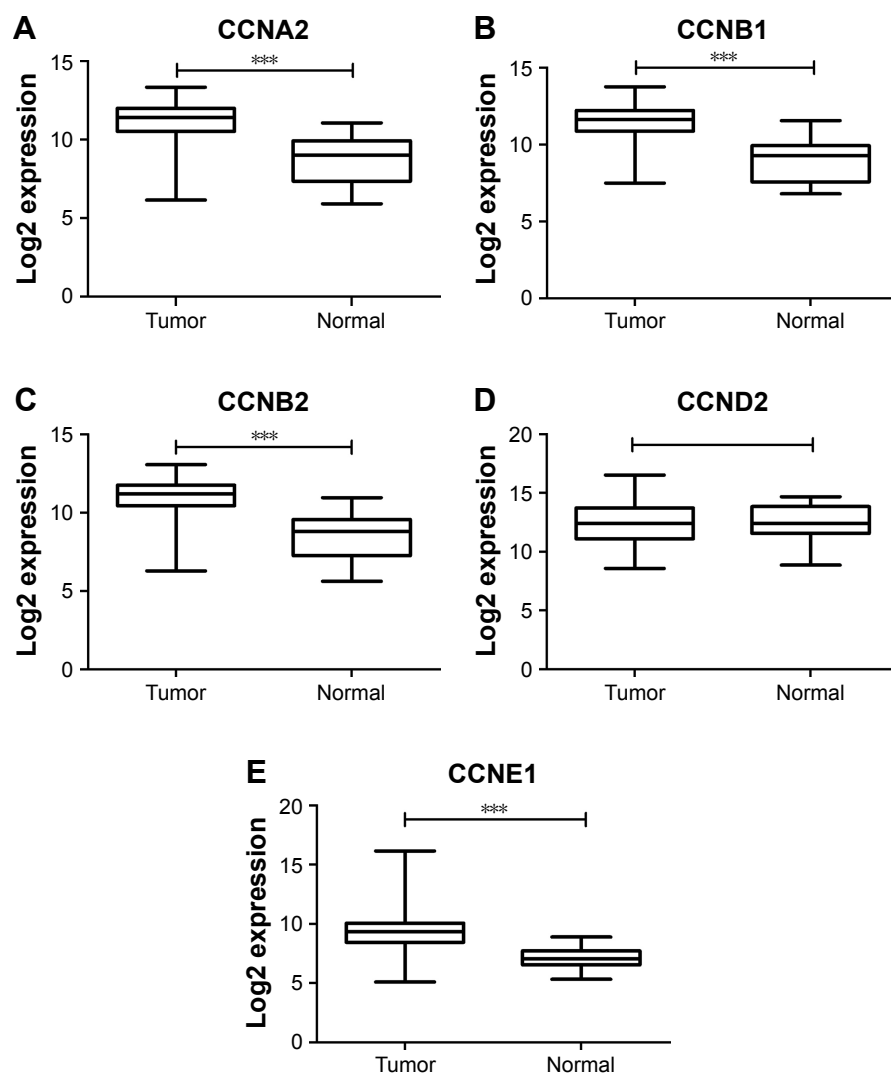 A
CCNA2
Log2 expression
15
10
5
0
***
Tumor
Normal
B
CCNB1
Log2 expression
15
10
5
0
***
Tumor
Normal
C
CCNB2
Log2 expression
15
10
5
0
***
Tumor
Normal
D
CCND2
Log2 expression
20
15
10
5
0
Tumor
Normal
E
CCNE1
Log2 expression
20
15
10
5
0
***
Tumor
Normal